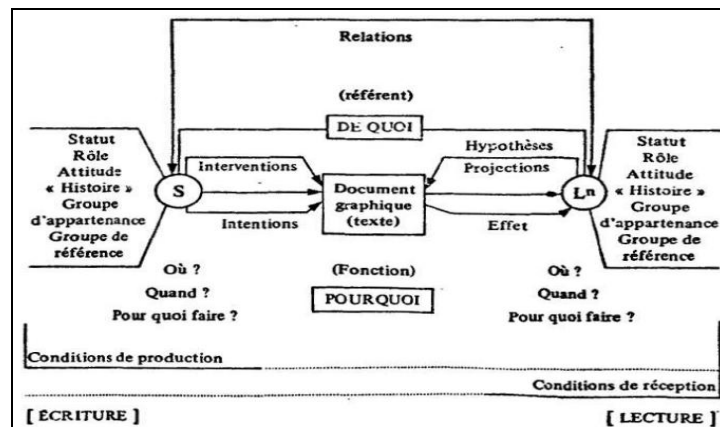 Relations
(référent)
DE QUOI
Statut
Rôle
Attitude
« Histoire »
Groupe
d'appartenance
Groupe de
référence
S
Interventions
Intentions
Document
graphique
(texte)
Hypothèses
Projections
Effet
Lⁿ
Statut
Rôle
Attitude
« Histoire »
Groupe
d'appartenance
Groupe de
référence
Où ?
Quand ?
Pour quoi faire ?
(Fonction)
POURQUOI
Où ?
Quand ?
Pour quoi faire ?
Conditions de production
Conditions de réception
[ ÉCRITURE ]
[ LECTURE ]